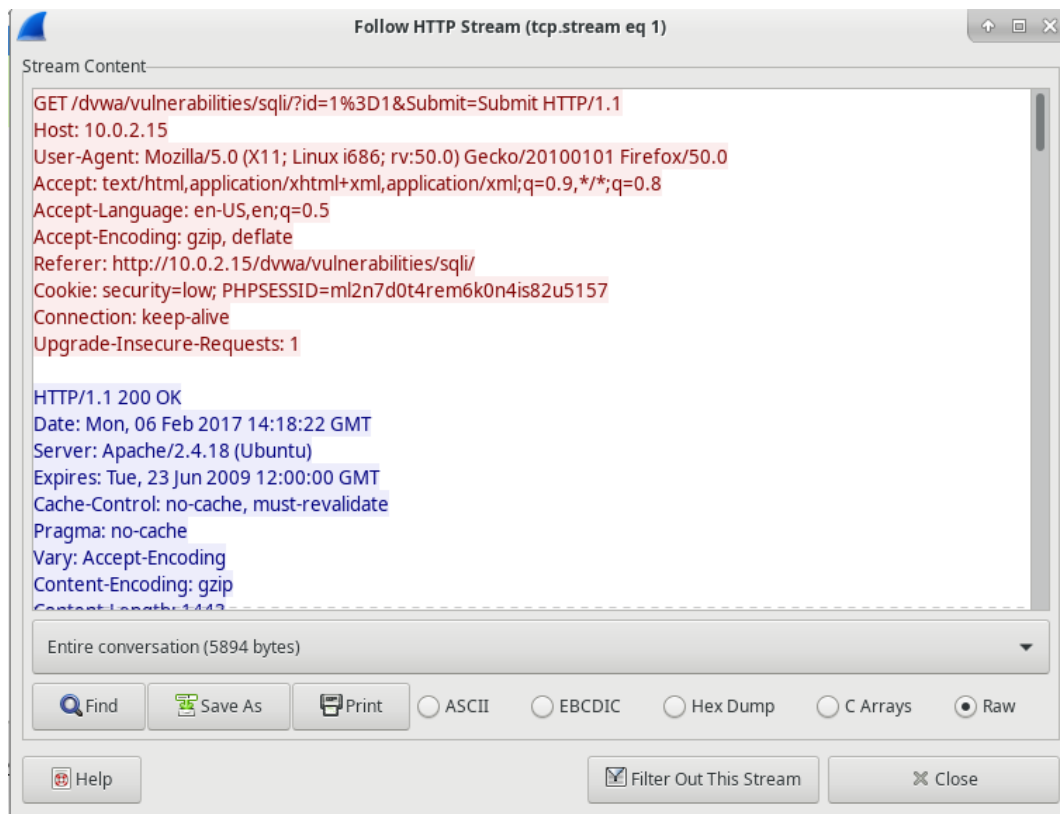 Follow HTTP Stream (tcp.stream eq 1)
Stream Content
GET /dvwa/vulnerabilities/sqli/?id=1%3D1&Submit=Submit HTTP/1.1
Host: 10.0.2.15
User-Agent: Mozilla/5.0 (X11; Linux i686; rv:50.0) Gecko/20100101 Firefox/50.0
Accept: text/html,application/xhtml+xml,application/xml;q=0.9,*/*;q=0.8
Accept-Language: en-US,en;q=0.5
Accept-Encoding: gzip, deflate
Referer: http://10.0.2.15/dvwa/vulnerabilities/sqli/
Cookie: security=low; PHPSESSID=ml2n7d0t4rem6k0n4is82u5157
Connection: keep-alive
Upgrade-Insecure-Requests: 1
HTTP/1.1 200 OK
Date: Mon, 06 Feb 2017 14:18:22 GMT
Server: Apache/2.4.18 (Ubuntu)
Expires: Tue, 23 Jun 2009 12:00:00 GMT
Cache-Control: no-cache, must-revalidate
Pragma: no-cache
Vary: Accept-Encoding
Content-Encoding: gzip
Content-Length: 1443
Entire conversation (5894 bytes)
Find Save As Print ASCII EBCDIC Hex Dump C Arrays Raw
Help Filter Out This Stream Close